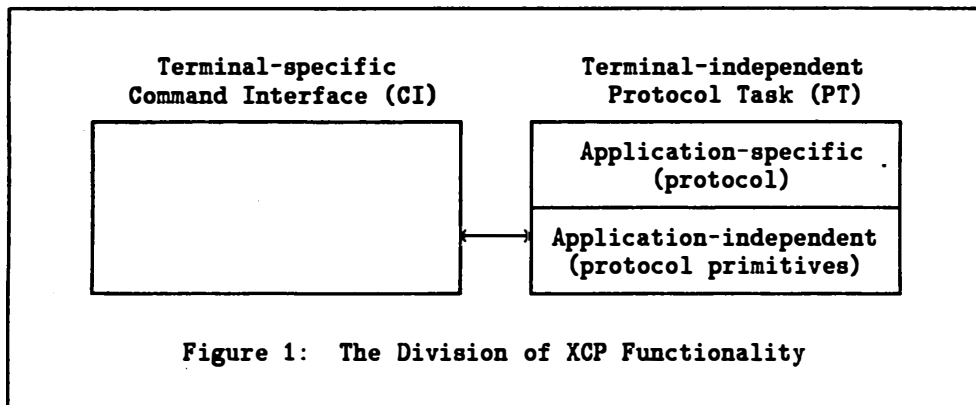 Terminal-specific
Command Interface (CI)
Terminal-independent
Protocol Task (PT)
Application-specific
(protocol)
Application-independent
(protocol primitives)
Figure 1: The Division of XCP Functionality